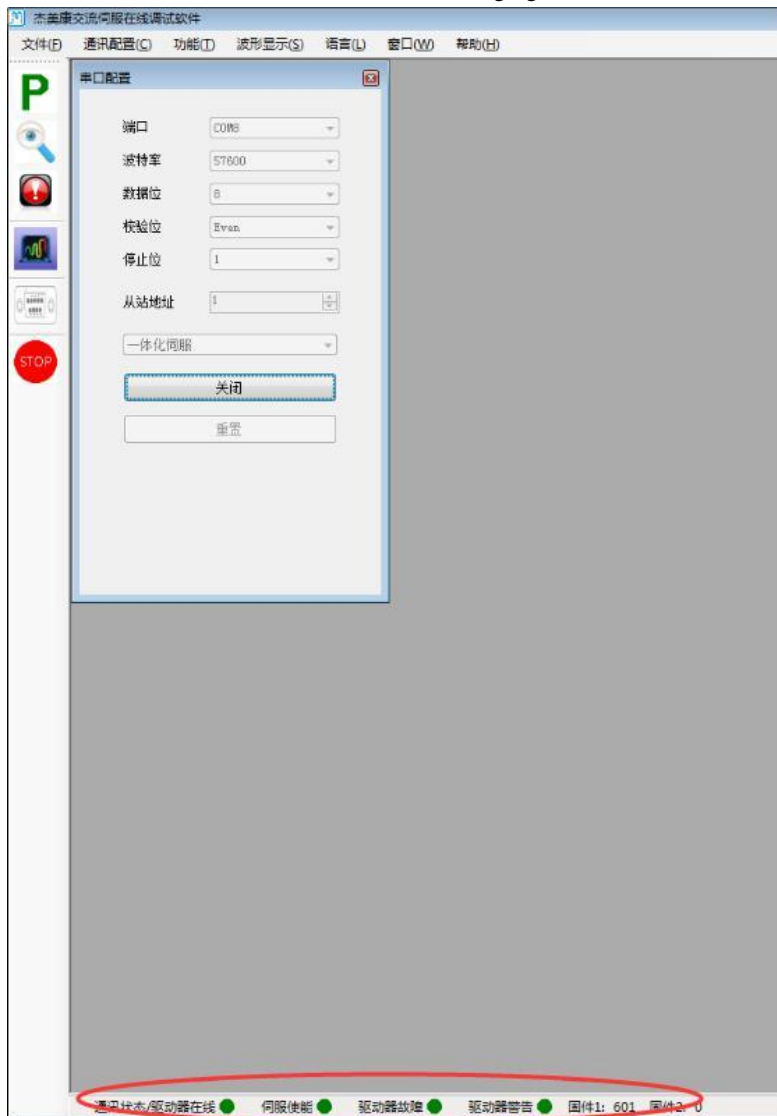 杰美康交流伺服在线调试软件
文件(F) 通讯配置(C) 功能(T) 波形显示(S) 语言(L) 窗口(W) 帮助(H)
P
串口配置
端口 COM8
波特率 57600
数据位 8
校验位 Even
停止位 1
从站地址 1
一体化伺服
STOP
关闭
重置
通讯状态/驱动器在线 伺服使能 驱动器故障 驱动器警告 固件1: 601 固件2: 0